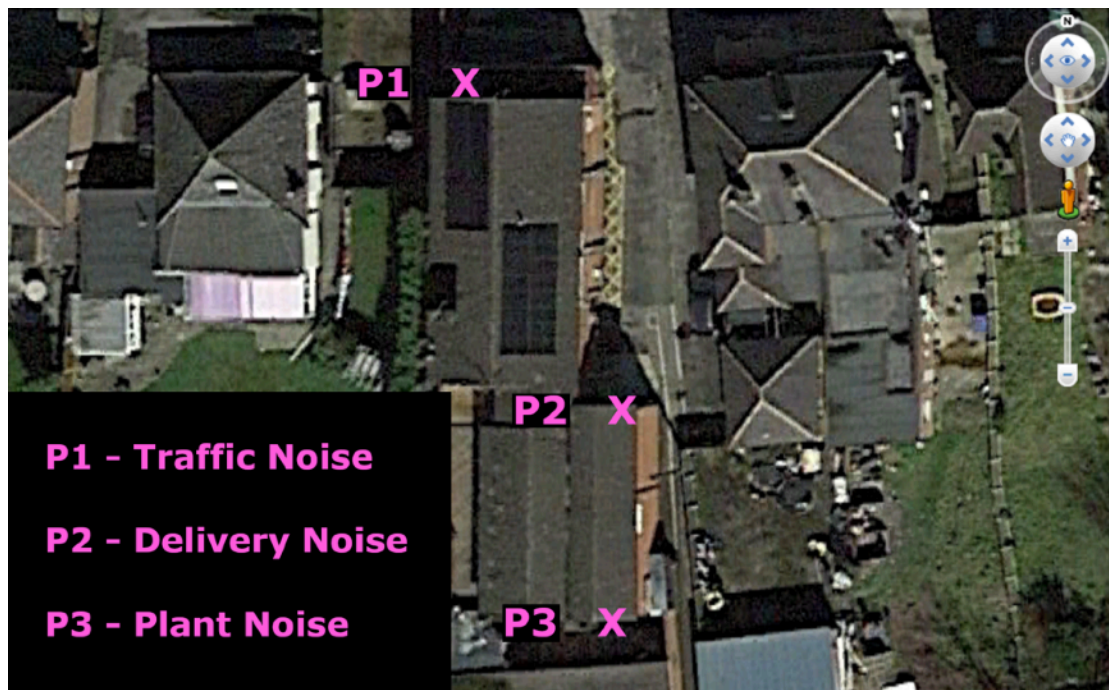 N
P1 X
P2 X
P1 - Traffic Noise
P2 - Delivery Noise
P3 - Plant Noise
P3 X